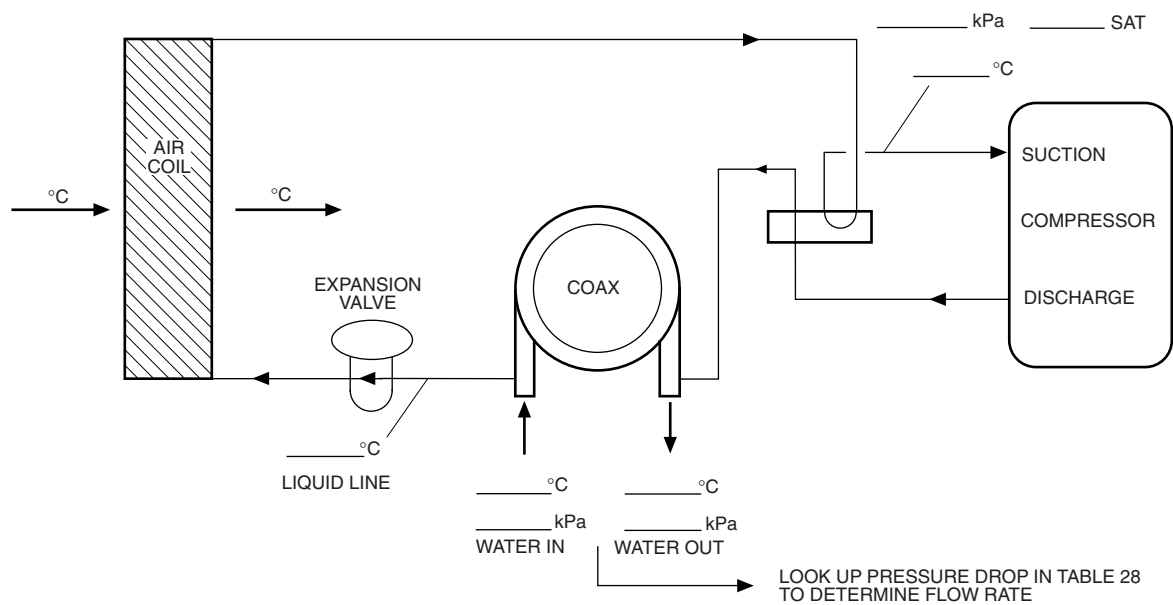 kPa SAT
°C
AIR
COIL
SUCTION
°C °C
COMPRESSOR
EXPANSION
VALVE
COAX
DISCHARGE
°C
LIQUID LINE
°C °C
kPa kPa
WATER IN WATER OUT
LOOK UP PRESSURE DROP IN TABLE 28
TO DETERMINE FLOW RATE